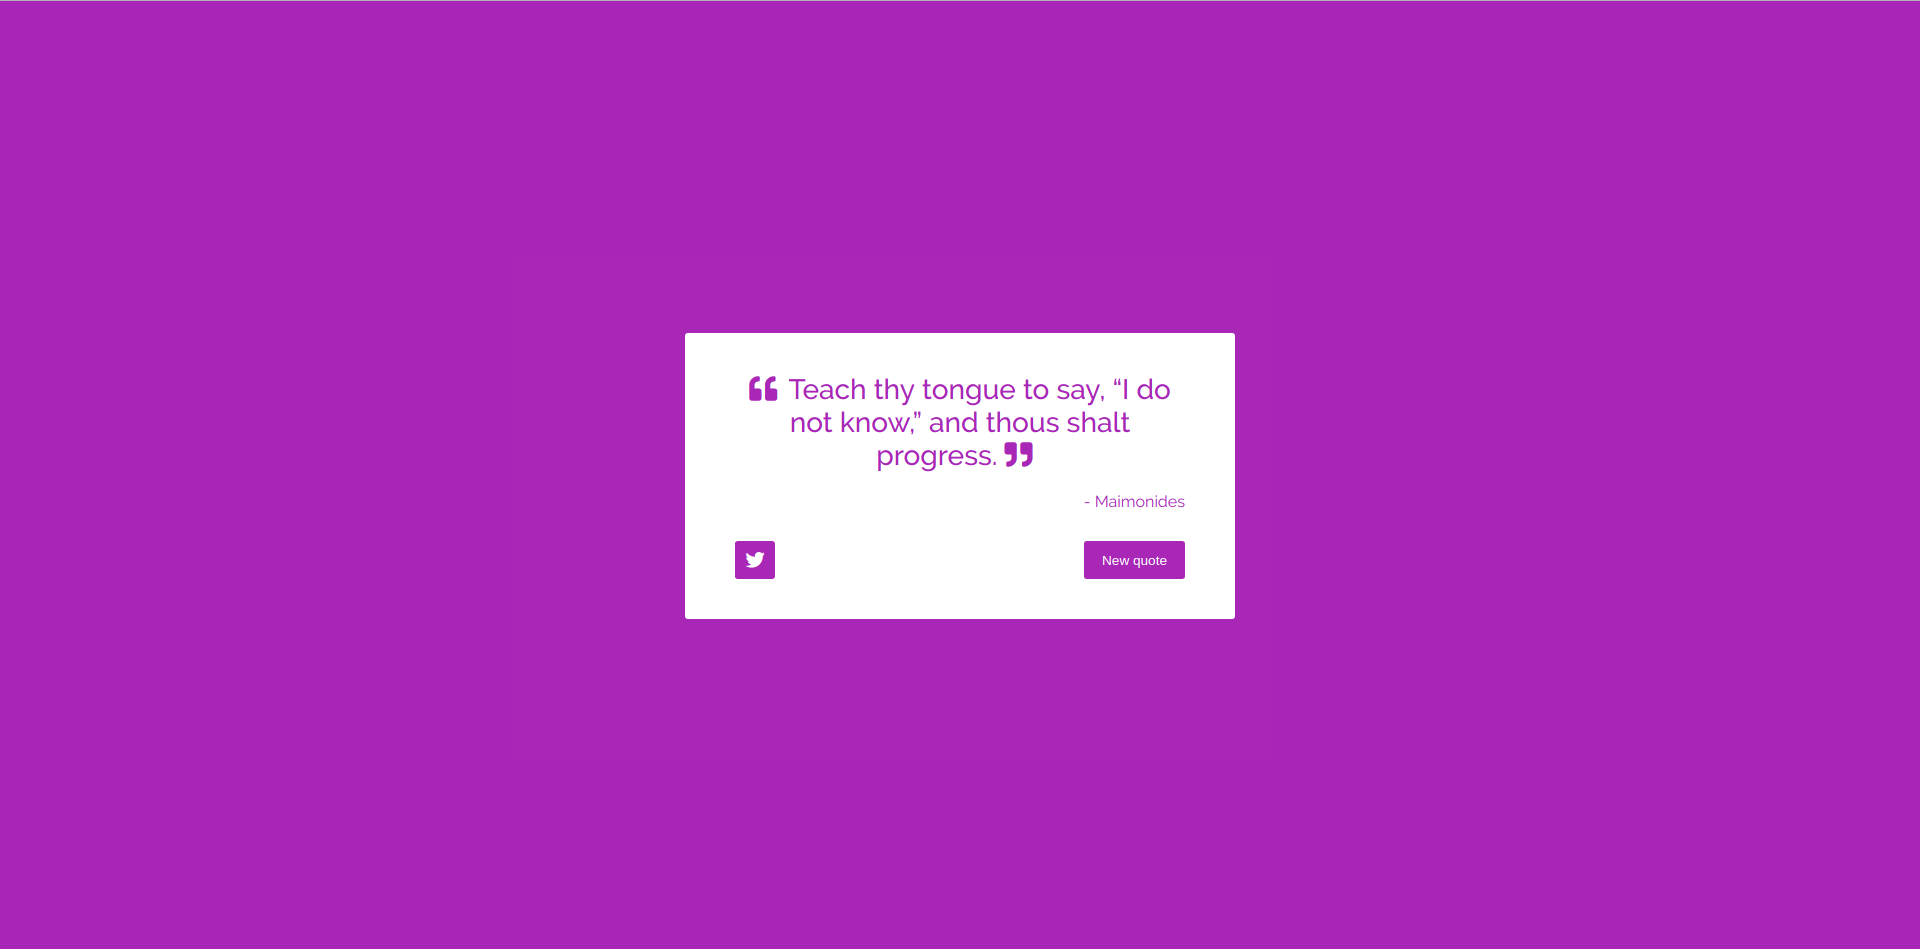 “ Teach thy tongue to say, “I do
not know,” and thous shalt
progress. ”
- Maimonides
New quote